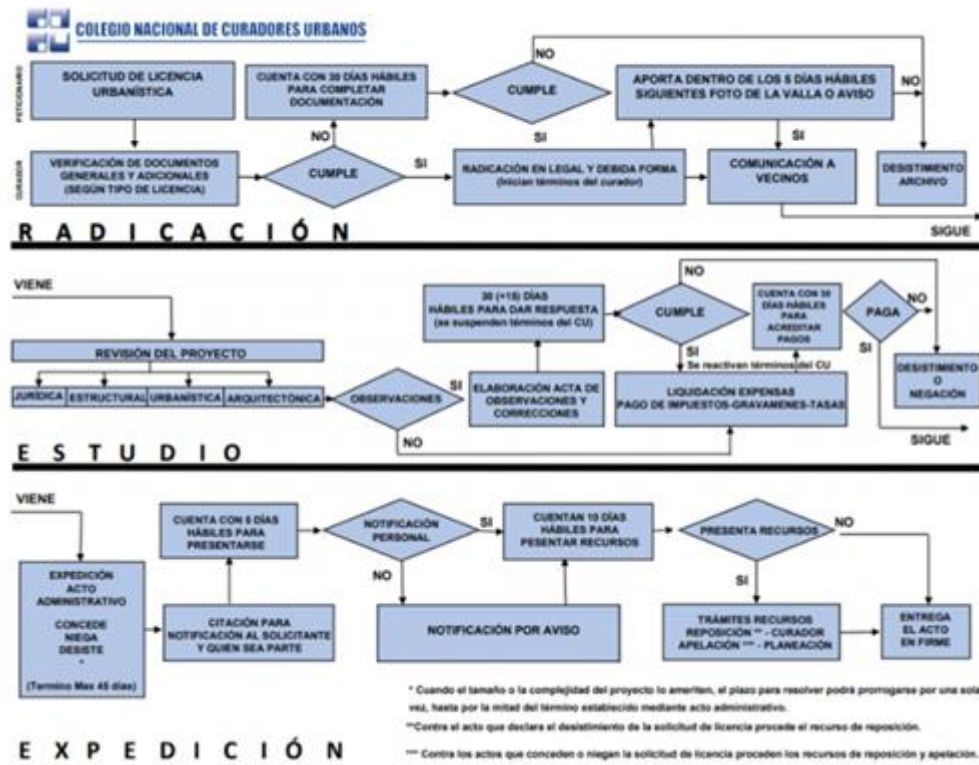 COLEGIO NACIONAL DE CURADORES URBANOS
PETICIONARIO
SOLICITUD DE LICENCIA
URBANÍSTICA
CUENTA CON 30 DÍAS HÁBILES
PARA COMPLETAR
DOCUMENTACIÓN
CUMPLE
NO
APORTA DENTRO DE LOS 5 DÍAS HÁBILES
SIGUIENTES FOTO DE LA VALLA O AVISO
NO
NO
SI
SI
SI
CURADOR
VERIFICACIÓN DE DOCUMENTOS
GENERALES Y ADICIONALES
(SEGÚN TIPO DE LICENCIA)
CUMPLE
SI
RADICACIÓN EN LEGAL Y DEBIDA FORMA
(Inician términos del curador)
COMUNICACIÓN A
VECINOS
DESISTIMIENTO
ARCHIVO
RADICACIÓN
SIGUE
VIENE
REVISIÓN DEL PROYECTO
JURÍDICA
ESTRUCTURAL
URBANÍSTICA
ARQUITECTÓNICA
OBSERVACIONES
SI
NO
30 (+15) DÍAS
HÁBILES PARA DAR RESPUESTA
(se suspenden términos del CU)
ELABORACIÓN ACTA DE
OBSERVACIONES Y
CORRECCIONES
CUMPLE
NO
SI
Se reactivan términos del CU
LIQUIDACIÓN EXPENSAS
PAGO DE IMPUESTOS-GRAVAMENES-TASAS
CUENTA CON 30
DÍAS HÁBILES
PARA
ACREDITAR
PAGOS
PAGA
NO
SI
DESISTIMIENTO
O
NEGACIÓN
SIGUE
ESTUDIO
VIENE
EXPEDICIÓN
ACTO
ADMINISTRATIVO
CONCEDE
NIEGA
DESISTE
*
(Termino Max 45 días)
CUENTA CON 5 DÍAS
HÁBILES PARA
PRESENTARSE
CITACIÓN PARA
NOTIFICACIÓN AL SOLICITANTE
Y QUIEN SEA PARTE
NOTIFICACIÓN
PERSONAL
SI
NO
NOTIFICACIÓN POR AVISO
CUENTAN 10 DÍAS
HÁBILES PARA
PESENTAR RECURSOS
PRESENTA RECURSOS
NO
SI
TRÁMITES RECURSOS
REPOSICIÓN ** - CURADOR
APELACIÓN *** - PLANEACIÓN
ENTREGA
EL ACTO
EN FIRME
* Cuando el tamaño o la complejidad del proyecto lo ameriten, el plazo para resolver podrá prorrogarse por una sola
vez, hasta por la mitad del término establecido mediante acto administrativo.
**Contra el acto que declara el desistimiento de la solicitud de licencia procede el recurso de reposición.
*** Contra los actos que conceden o niegan la solicitud de licencia proceden los recursos de reposición y apelación.
EXPEDICIÓN